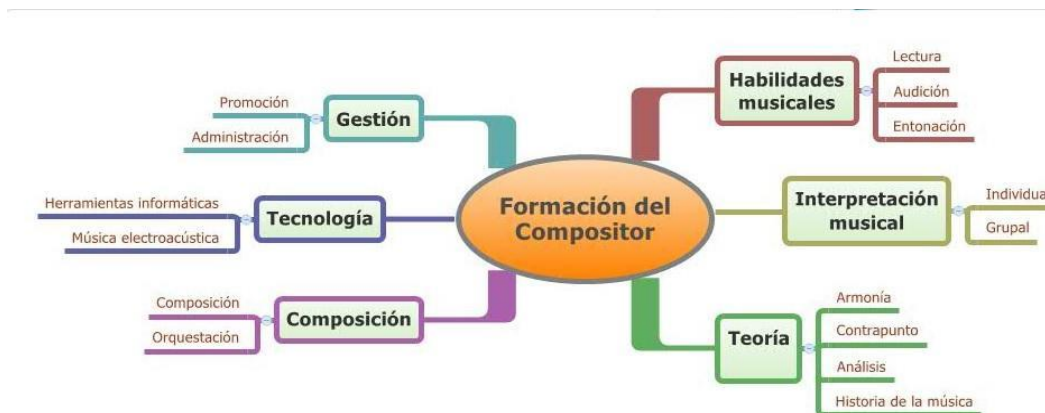 Formación del
Compositor
Gestión
Promoción
Administración
Tecnología
Herramientas informáticas
Música electroacústica
Composición
Composición
Orquestación
Habilidades
musicales
Lectura
Audición
Entonación
Interpretación
musical
Individua
Grupal
Teoría
Armonía
Contrapunto
Análisis
Historia de la música